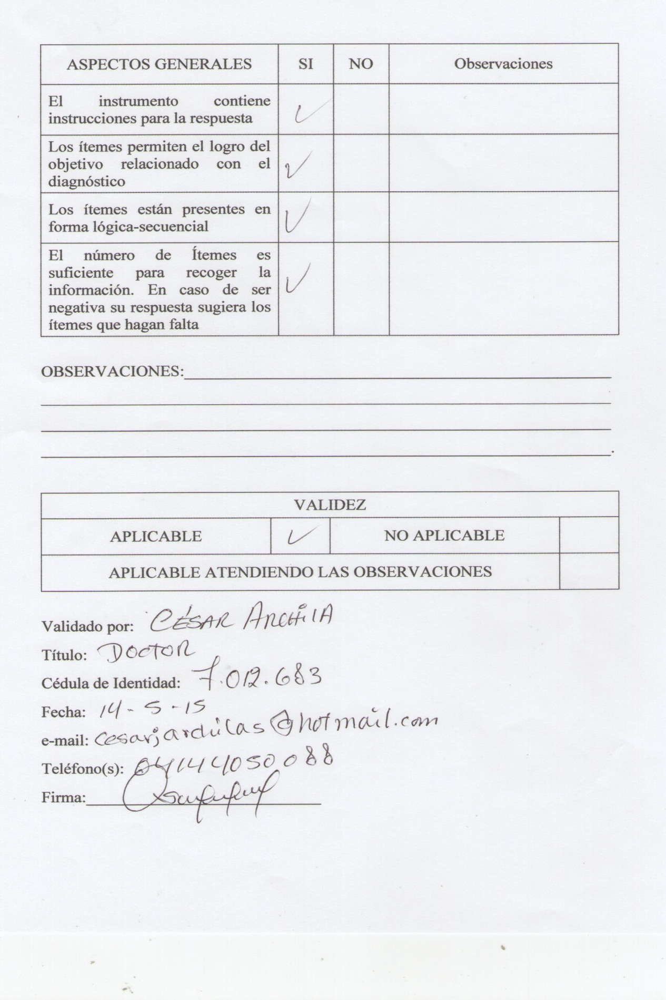 ASPECTOS GENERALES SI NO Observaciones
El instrumento contiene
instrucciones para la respuesta ✓
Los ítemes permiten el logro del
objetivo relacionado con el
diagnóstico ✓
Los ítemes están presentes en
forma lógica-secuencial ✓
El número de Ítemes es
suficiente para recoger la
información. En caso de ser
negativa su respuesta sugiera los
ítemes que hagan falta ✓
OBSERVACIONES:
VALIDEZ
APLICABLE ✓ NO APLICABLE
APLICABLE ATENDIENDO LAS OBSERVACIONES
Validado por: CÉSAR ARCHILA
Título: DOCTOR
Cédula de Identidad: 7.012.683
Fecha: 14-5-15
e-mail: cesarjardilas@hotmail.com
Teléfono(s): 04144050088
Firma: